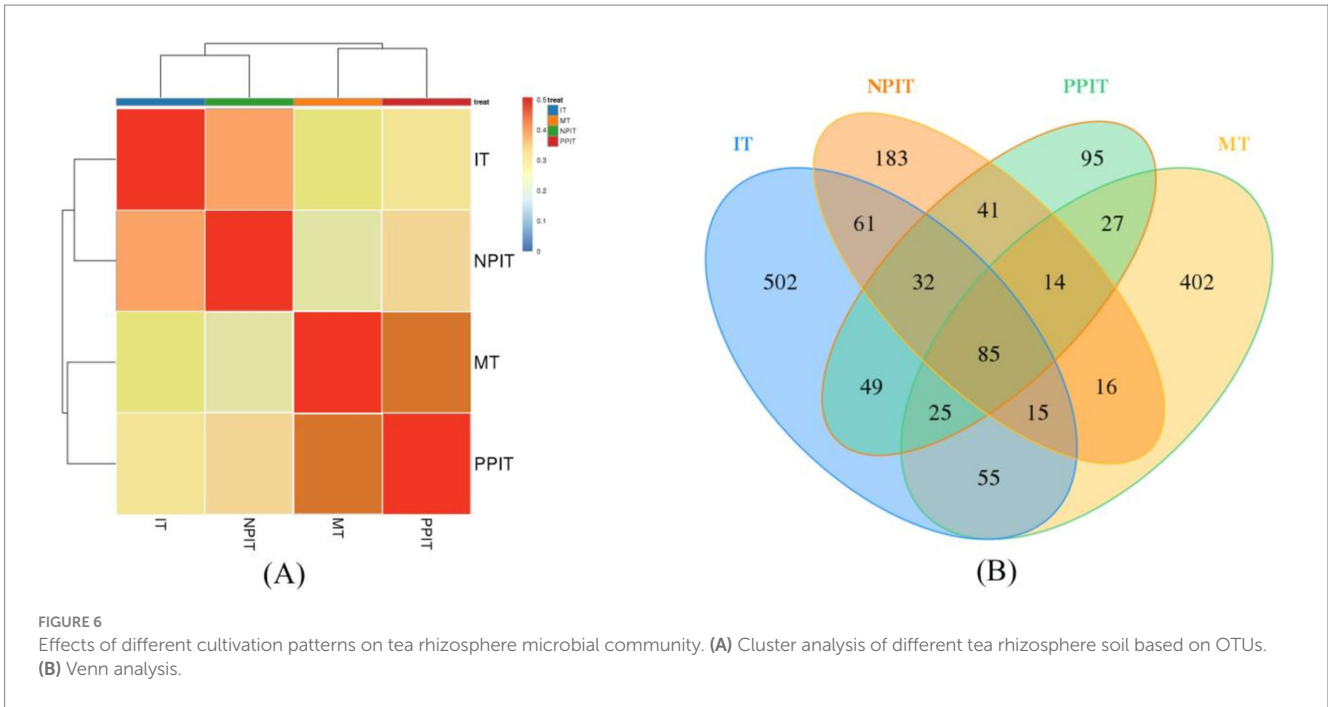 0.5 treat
0.4 IT
0.3 MT
0.2 NPIT
0.1 PPIT
0
treat
IT
NPIT
MT
PPIT
IT NPIT MT PPIT
(A)
NPIT PPIT
IT MT
183 95
61 41 27
502 32 14 402
85
49 25 15 16
55
(B)
FIGURE 6
Effects of different cultivation patterns on tea rhizosphere microbial community. (A) Cluster analysis of different tea rhizosphere soil based on OTUs.
(B) Venn analysis.